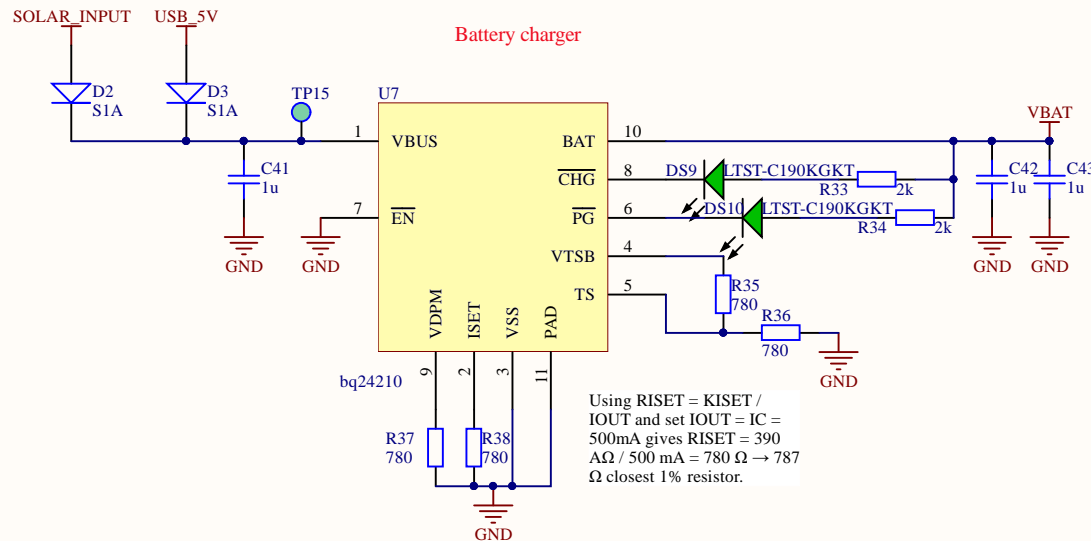 SOLAR_INPUT
USB_5V
Battery charger
D2
S1A
D3
S1A
TP15
U7
VBAT
1
VBUS
BAT
10
C41
1u
CHG
8
DS9
LTST-C190KGKT
R33
2k
C42
1u
C43
1u
7
EN
PG
6
DS10
LTST-C190KGKT
R34
2k
GND
GND
VTSB
4
GND
GND
TS
5
R35
780
R36
780
GND
VDPM
ISET
VSS
PAD
9
2
3
11
bq24210
R37
780
R38
780
GND
Using RISET = KISET /
IOUT and set IOUT = IC =
500mA gives RISET = 390
AΩ / 500 mA = 780 Ω → 787
Ω closest 1% resistor.